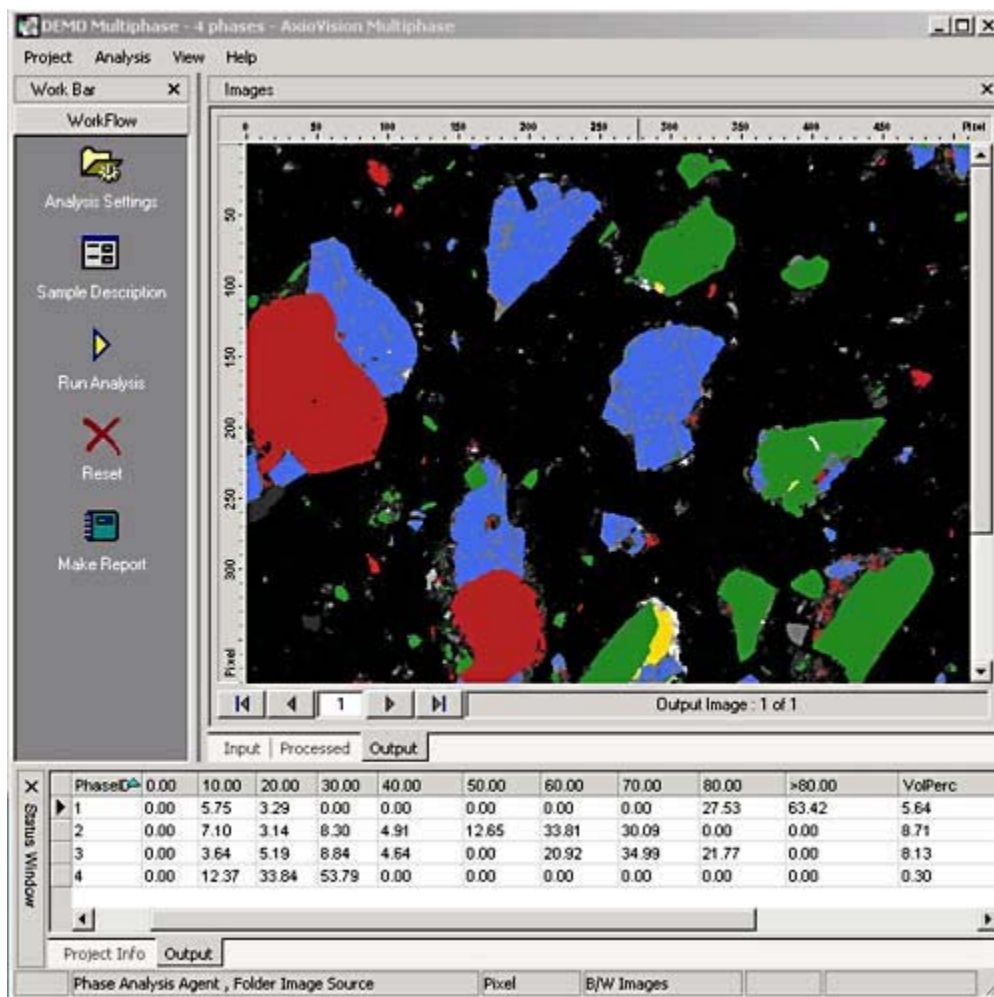 DEMO Multiphase - 4 phases - AxioVision Multiphase
Project Analysis View Help
Work Bar
Images
WorkFlow
0 50 100 150 200 250 300 350 400 450 Pixel
Analysis Settings
Sample Description
Run Analysis
Reset
Make Report
50
100
150
200
250
300
Pixel
1
Output Image : 1 of 1
Input Processed Output
Status Window
PhaseID 0.00 10.00 20.00 30.00 40.00 50.00 60.00 70.00 80.00 >80.00 VolPerc
1 0.00 5.75 3.29 0.00 0.00 0.00 0.00 0.00 27.53 63.42 5.64
2 0.00 7.10 3.14 8.30 4.91 12.65 33.81 30.09 0.00 0.00 8.71
3 0.00 3.64 5.19 8.84 4.64 0.00 20.92 34.99 21.77 0.00 8.13
4 0.00 12.37 33.84 53.79 0.00 0.00 0.00 0.00 0.00 0.00 0.30
Project Info Output
Phase Analysis Agent , Folder Image Source Pixel B/W Images